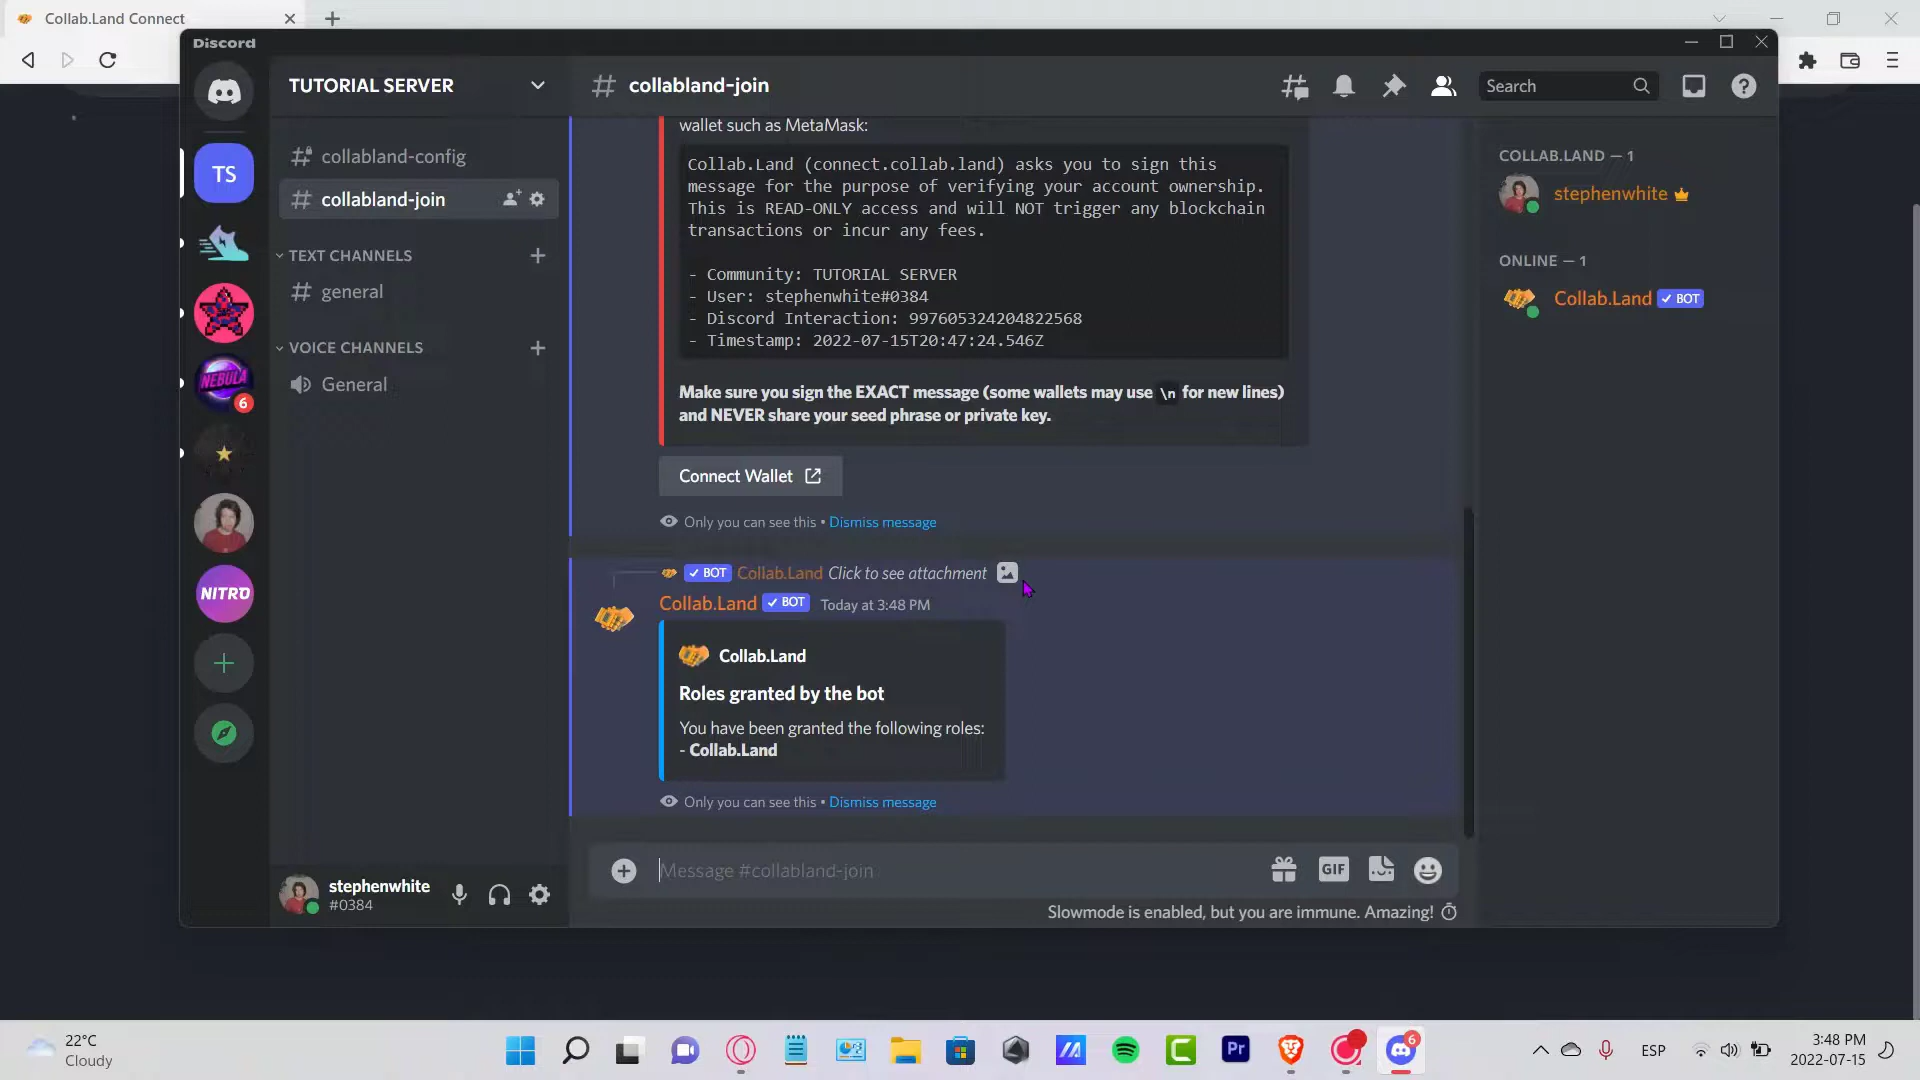 Collab.Land Connect
Discord
TUTORIAL SERVER
collabland-join
Search
TS
NEBULA
6
NITRO
collabland-config
collabland-join
TEXT CHANNELS
general
VOICE CHANNELS
General
stephenwhite
#0384
wallet such as MetaMask:
Collab.Land (connect.collab.land) asks you to sign this
message for the purpose of verifying your account ownership.
This is READ-ONLY access and will NOT trigger any blockchain
transactions or incur any fees.
- Community: TUTORIAL SERVER
- User: stephenwhite#0384
- Discord Interaction: 997605324204822568
- Timestamp: 2022-07-15T20:47:24.546Z
Make sure you sign the EXACT message (some wallets may use \n for new lines)
and NEVER share your seed phrase or private key.
Connect Wallet
Only you can see this • Dismiss message
BOT Collab.Land Click to see attachment
Collab.Land BOT Today at 3:48 PM
Collab.Land
Roles granted by the bot
You have been granted the following roles:
- Collab.Land
Only you can see this • Dismiss message
Message #collabland-join
GIF
Slowmode is enabled, but you are immune. Amazing!
COLLAB.LAND — 1
stephenwhite
ONLINE — 1
Collab.Land BOT
22°C
Cloudy
Pr
6
ESP
3:48 PM
2022-07-15